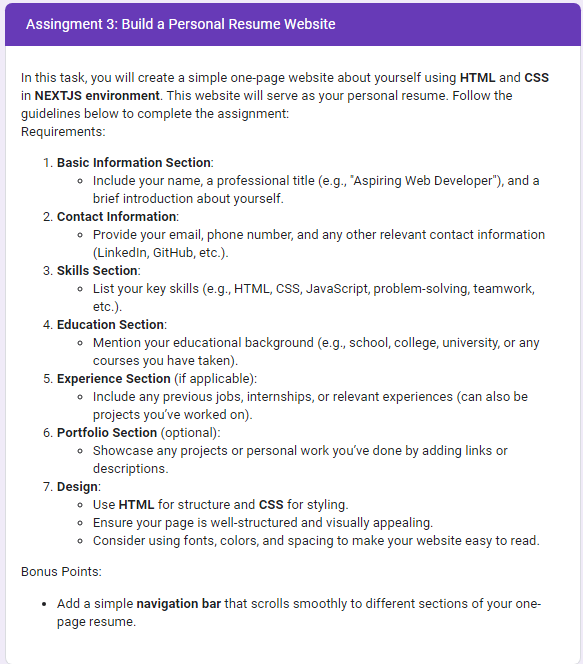 Assingment 3: Build a Personal Resume Website
In this task, you will create a simple one-page website about yourself using HTML and CSS
in NEXTJS environment. This website will serve as your personal resume. Follow the
guidelines below to complete the assignment:
Requirements:
1. Basic Information Section:
◦ Include your name, a professional title (e.g., "Aspiring Web Developer"), and a
brief introduction about yourself.
2. Contact Information:
◦ Provide your email, phone number, and any other relevant contact information
(LinkedIn, GitHub, etc.).
3. Skills Section:
◦ List your key skills (e.g., HTML, CSS, JavaScript, problem-solving, teamwork,
etc.).
4. Education Section:
◦ Mention your educational background (e.g., school, college, university, or any
courses you have taken).
5. Experience Section (if applicable):
◦ Include any previous jobs, internships, or relevant experiences (can also be
projects you’ve worked on).
6. Portfolio Section (optional):
◦ Showcase any projects or personal work you’ve done by adding links or
descriptions.
7. Design:
◦ Use HTML for structure and CSS for styling.
◦ Ensure your page is well-structured and visually appealing.
◦ Consider using fonts, colors, and spacing to make your website easy to read.
Bonus Points:
• Add a simple navigation bar that scrolls smoothly to different sections of your one-
page resume.